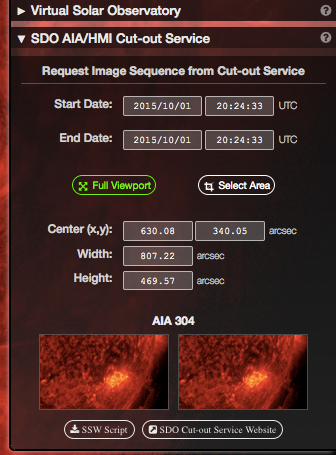 ▶ Virtual Solar Observatory ?
▼ SDO AIA/HMI Cut-out Service ?
Request Image Sequence from Cut-out Service
Start Date: 2015/10/01 20:24:33 UTC
End Date: 2015/10/01 20:24:33 UTC
Full Viewport Select Area
Center (x,y): 630.08 340.05 arcsec
Width: 807.22 arcsec
Height: 469.57 arcsec
AIA 304
SSW Script SDO Cut-out Service Website